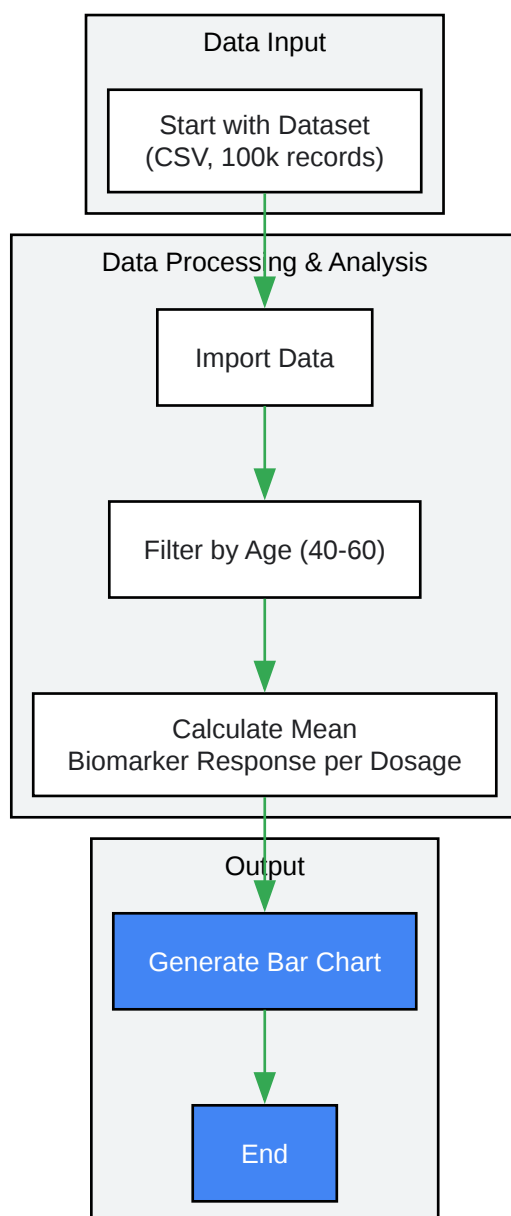 Data Input
Start with Dataset
(CSV, 100k records)
Data Processing & Analysis
Import Data
Filter by Age (40-60)
Calculate Mean
Biomarker Response per Dosage
Output
Generate Bar Chart
End